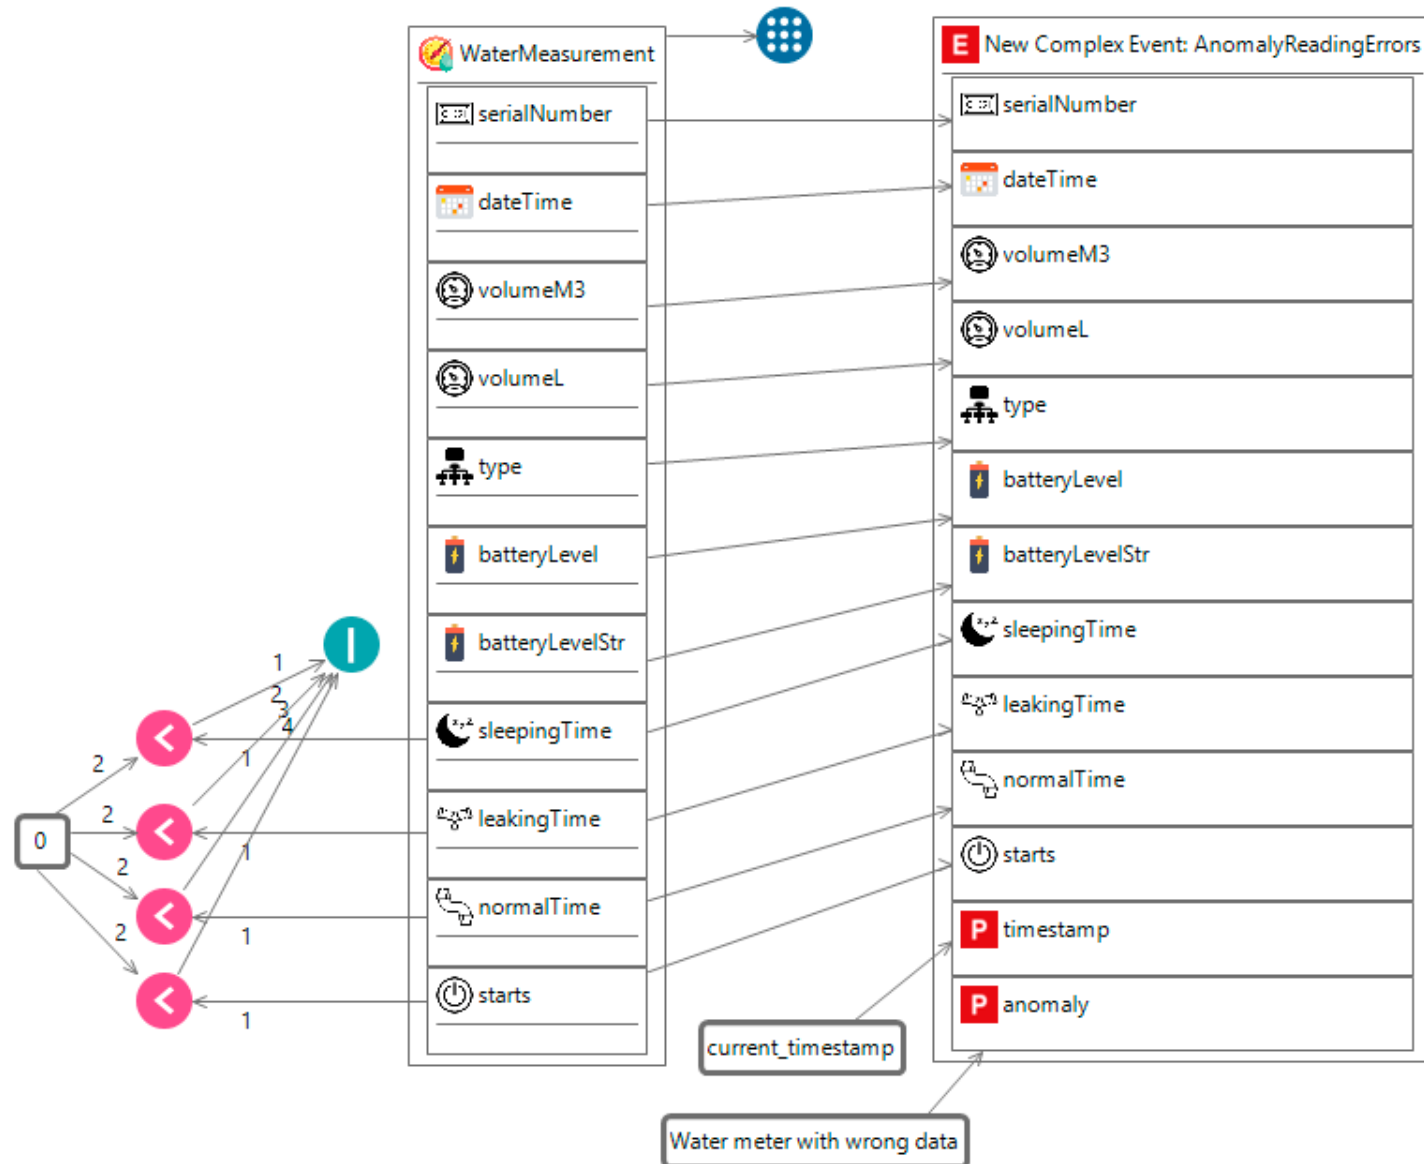 WaterMeasurement
serialNumber
dateTime
volumeM3
volumeL
type
batteryLevel
batteryLevelStr
sleepingTime
leakingTime
normalTime
starts
E New Complex Event: AnomalyReadingErrors
serialNumber
dateTime
volumeM3
volumeL
type
batteryLevel
batteryLevelStr
sleepingTime
leakingTime
normalTime
starts
P timestamp
P anomaly
1
2
3
4
2
1
2
1
2
1
2
1
0
<
<
<
<
current_timestamp
Water meter with wrong data